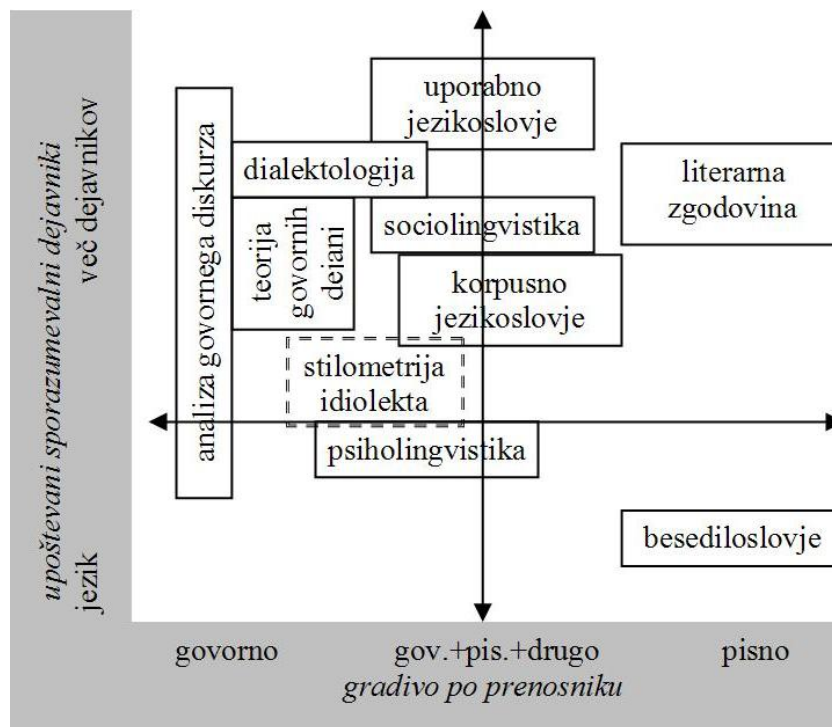 upoštevani sporazumevalni dejavniki
več dejavnikov
jezik
analiza govornega diskurza
uporabno
jezikoslovje
dialektologija
literarna
zgodovina
teorija
govornih
dejanj
sociolingvistika
korpusno
jezikoslovje
stilometrija
idiolekta
psiholingvistika
besediloslovje
govorno
gov.+pis.+drugo
pisno
gradivo po prenosniku